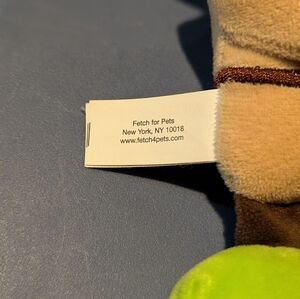 Fetch for Pets
New York, NY 10018
www.fetch4pets.com